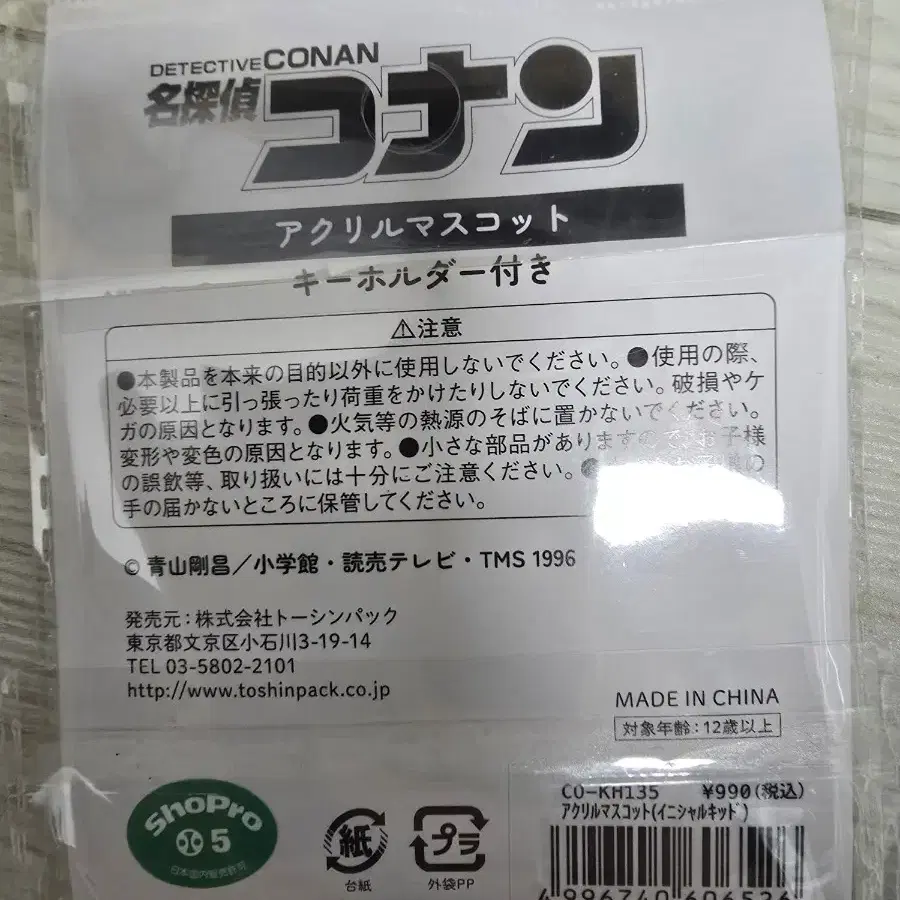 DETECTIVE CONAN
名探偵コナン
アクリルマスコット
キーホルダー付き
⚠注意
●本製品を本来の目的以外に使用しないでください。●使用の際、
必要以上に引っ張ったり荷重をかけたりしないでください。破損やケ
ガの原因となります。●火気等の熱源のそばに置かないでください。
変形や変色の原因となります。●小さな部品がありますので、お子様
の誤飲等、取り扱いには十分にご注意ください。●
手の届かないところに保管してください。
© 青山剛昌/小学館・読売テレビ・TMS 1996
発売元:株式会社トーシンパック
東京都文京区小石川3-19-14
TEL 03-5802-2101
http://www.toshinpack.co.jp
MADE IN CHINA
対象年齢:12歳以上
CO-KH135 ¥990(税込)
アクリルマスコット(イニシャルキッド)
ShoPro
5
日本国内販売許可
紙
台紙
プラ
外袋PP
4996740606526